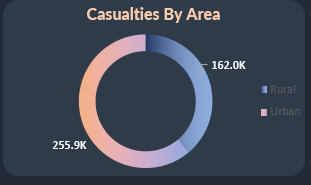 Casualties By Area
162.0K
Rural
Urban
255.9K